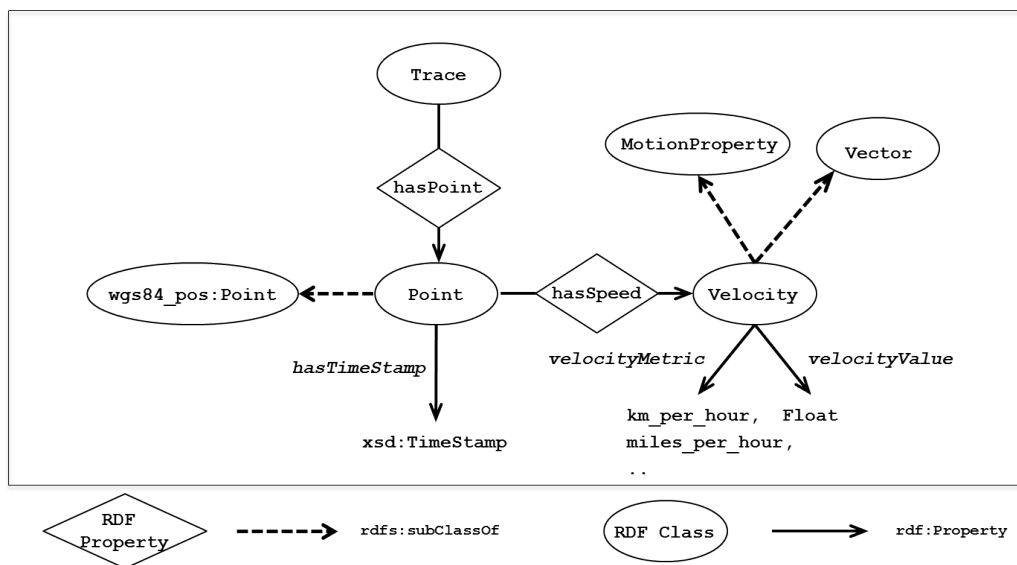 Trace
MotionProperty
Vector
hasPoint
wgs84_pos:Point
Point
hasSpeed
Velocity
hasTimeStamp
velocityMetric
velocityValue
km_per_hour,
Float
miles_per_hour,
..
xsd:TimeStamp
RDF
Property
rdfs:subClassOf
RDF Class
rdf:Property